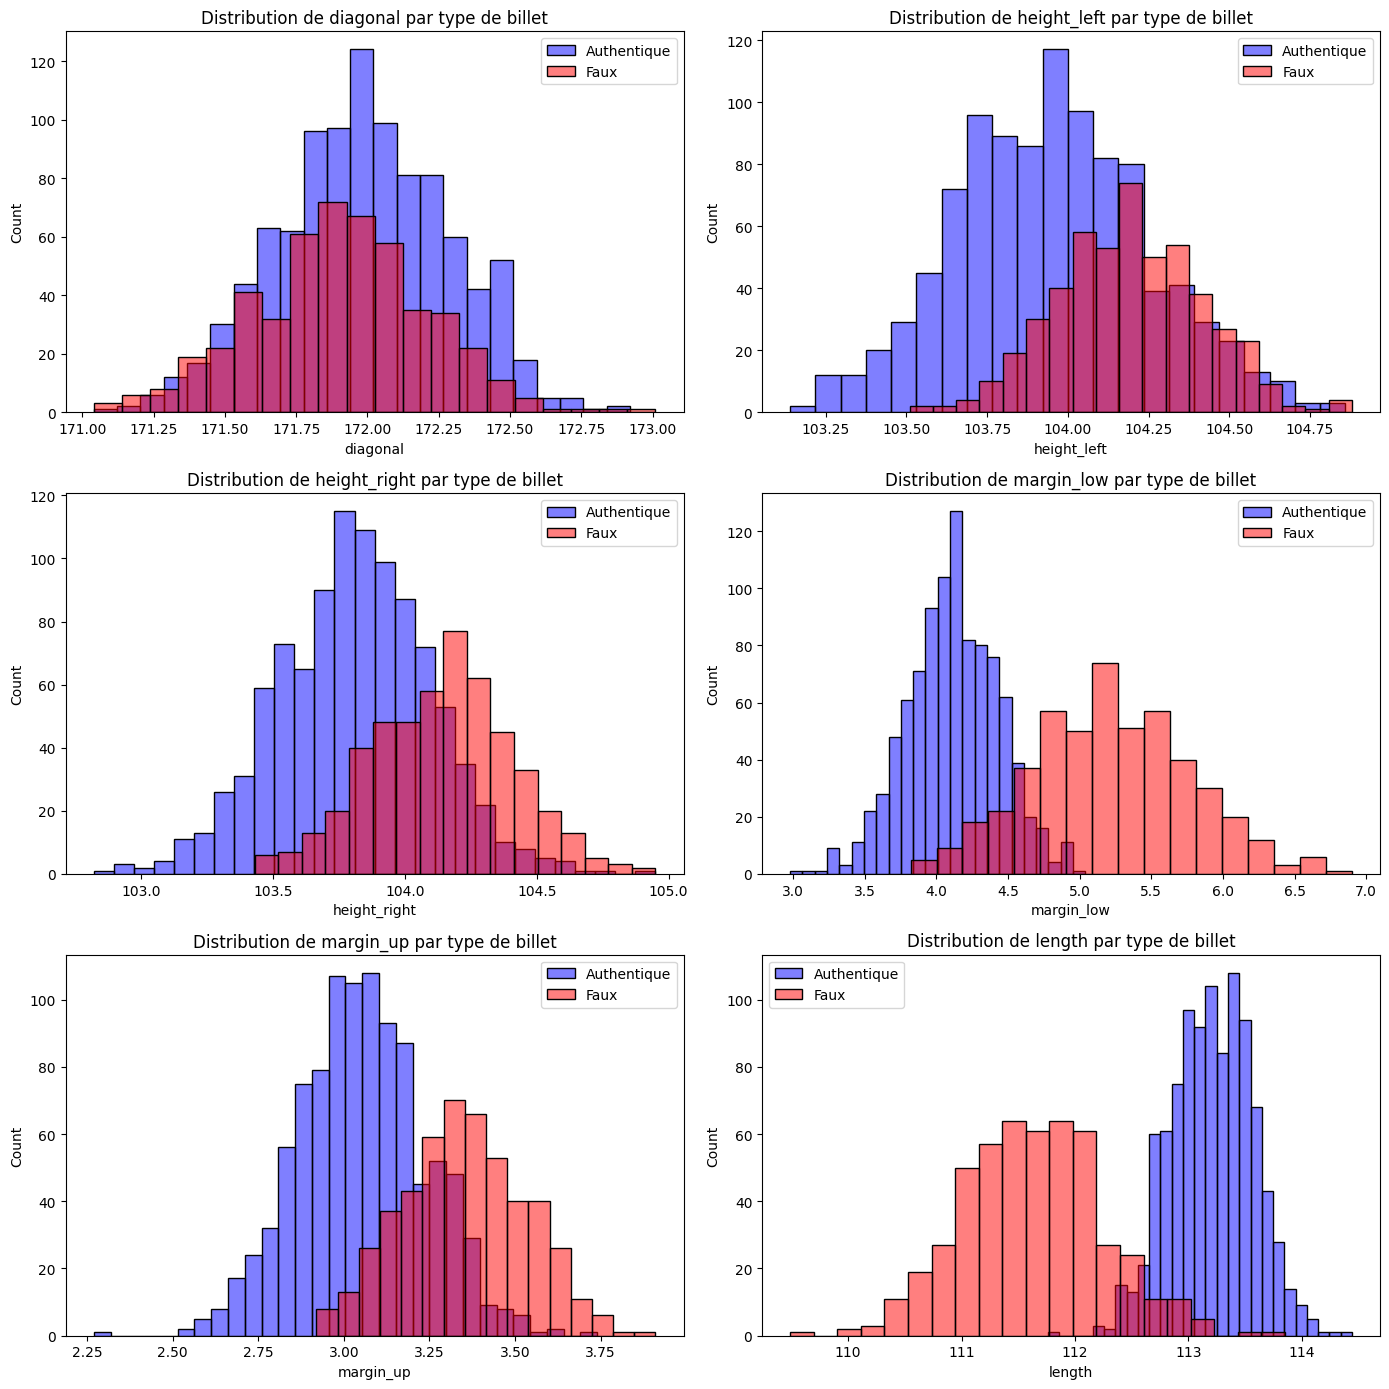 Distribution de diagonal par type de billet
Authentique
Faux
Count
120
100
80
60
40
20
0
171.00 171.25 171.50 171.75 172.00 172.25 172.50 172.75 173.00
diagonal
Distribution de height_left par type de billet
Authentique
Faux
Count
120
100
80
60
40
20
0
103.25 103.50 103.75 104.00 104.25 104.50 104.75
height_left
Distribution de height_right par type de billet
Authentique
Faux
Count
120
100
80
60
40
20
0
103.0 103.5 104.0 104.5 105.0
height_right
Distribution de margin_low par type de billet
Authentique
Faux
Count
120
100
80
60
40
20
0
3.0 3.5 4.0 4.5 5.0 5.5 6.0 6.5 7.0
margin_low
Distribution de margin_up par type de billet
Authentique
Faux
Count
100
80
60
40
20
0
2.25 2.50 2.75 3.00 3.25 3.50 3.75
margin_up
Distribution de length par type de billet
Authentique
Faux
Count
100
80
60
40
20
0
110 111 112 113 114
length